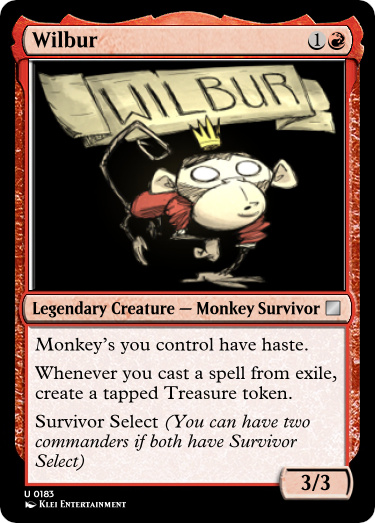 Wilbur 1
WILBUR
Legendary Creature — Monkey Survivor
Monkey's you control have haste.
Whenever you cast a spell from exile,
create a tapped Treasure token.
Survivor Select (You can have two
commanders if both have Survivor
Select)
3/3
U 0183
Klei Entertainment